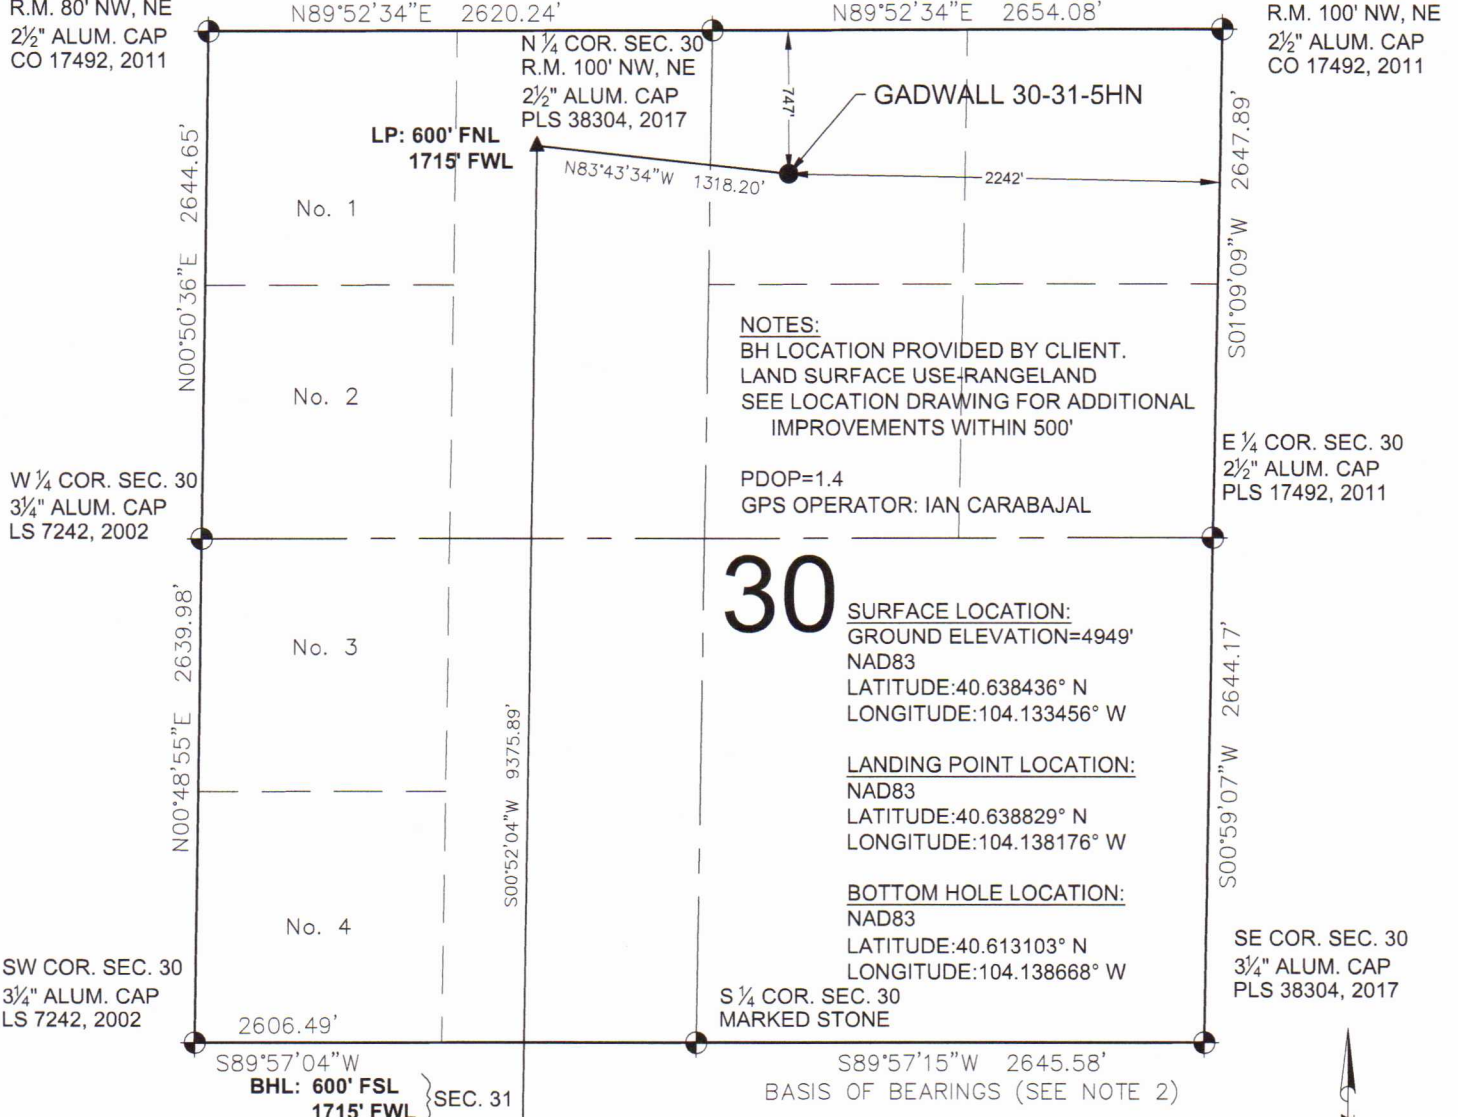 R.M. 80' NW, NE
2½" ALUM. CAP
CO 17492, 2011
N89°52'34"E 2620.24'
N89°52'34"E 2654.08'
R.M. 100' NW, NE
2½" ALUM. CAP
CO 17492, 2011
N ¼ COR. SEC. 30
R.M. 100' NW, NE
2½" ALUM. CAP
PLS 38304, 2017
747'
GADWALL 30-31-5HN
LP: 600' FNL
1715' FWL
N83°43'34"W 1318.20'
2242'
N00°50'36"E 2644.65'
S01°09'09"W 2647.89'
No. 1
No. 2
NOTES:
BH LOCATION PROVIDED BY CLIENT.
LAND SURFACE USE-RANGELAND
SEE LOCATION DRAWING FOR ADDITIONAL
IMPROVEMENTS WITHIN 500'
PDOP=1.4
GPS OPERATOR: IAN CARABAJAL
W ¼ COR. SEC. 30
3¼" ALUM. CAP
LS 7242, 2002
E ¼ COR. SEC. 30
2½" ALUM. CAP
PLS 17492, 2011
30
No. 3
N00°48'55"E 2639.98'
S00°52'04"W 9375.89'
SURFACE LOCATION:
GROUND ELEVATION=4949'
NAD83
LATITUDE:40.638436° N
LONGITUDE:104.133456° W
LANDING POINT LOCATION:
NAD83
LATITUDE:40.638829° N
LONGITUDE:104.138176° W
BOTTOM HOLE LOCATION:
NAD83
LATITUDE:40.613103° N
LONGITUDE:104.138668° W
S00°59'07"W 2644.17'
No. 4
SW COR. SEC. 30
3¼" ALUM. CAP
LS 7242, 2002
S ¼ COR. SEC. 30
MARKED STONE
SE COR. SEC. 30
3¼" ALUM. CAP
PLS 38304, 2017
2606.49'
S89°57'04"W
S89°57'15"W 2645.58'
BASIS OF BEARINGS (SEE NOTE 2)
BHL: 600' FSL
1715' FWL
SEC. 31